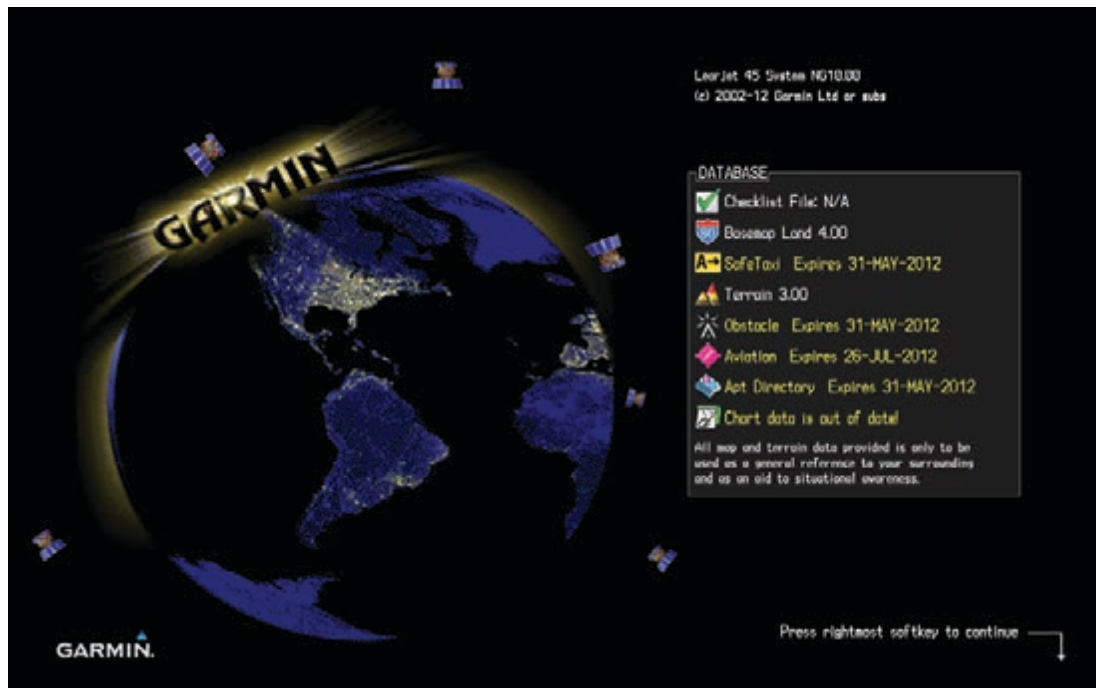 GARMIN
LearJet 45 System NG10.00
(c) 2002-12 Garmin Ltd or subs
DATABASE
Checklist File: N/A
Basemap Land 4.00
A→ SafeTaxi Expires 31-MAY-2012
Terrain 3.00
Obstacle Expires 31-MAY-2012
Aviation Expires 26-JUL-2012
Apt Directory Expires 31-MAY-2012
Chart data is out of date!
All map and terrain data provided is only to be
used as a general reference to your surrounding
and as an aid to situational awareness.
Press rightmost softkey to continue
GARMIN.